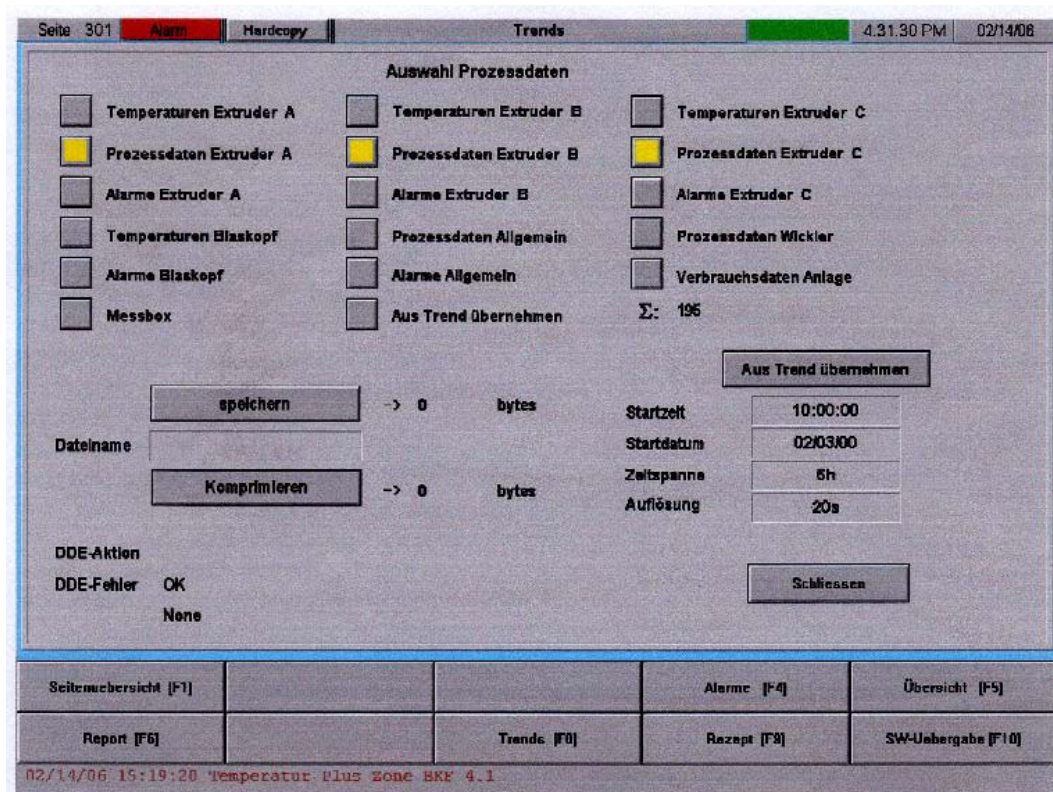 Seite 301 Alarm Hardcopy Trends 4.31.30 PM 02/14/06
Auswahl Prozessdaten
Temperaturen Extruder A Temperaturen Extruder B Temperaturen Extruder C
Prozessdaten Extruder A Prozessdaten Extruder B Prozessdaten Extruder C
Alarme Extruder A Alarme Extruder B Alarme Extruder C
Temperaturen Blaskopf Prozessdaten Allgemein Prozessdaten Wickler
Alarme Blaskopf Alarme Allgemein Verbrauchsdaten Anlage
Messbox Aus Trend übernehmen Σ: 195
Aus Trend übernehmen
speichern -> 0 bytes Startzeit 10:00:00
Dateiname Startdatum 02/03/00
Komprimieren -> 0 bytes Zeitspanne 6h
Auflösung 20s
DDE-Aktion
DDE-Fehler OK Schliessen
None
Seitenuebersicht [F1] Alarme [F4] Übersicht [F5]
Report [F6] Trends [F8] Rezept [F9] SW-Uebergabe [F10]
02/14/06 15:19:20 Temperatur Plus Zone BKF 4.1